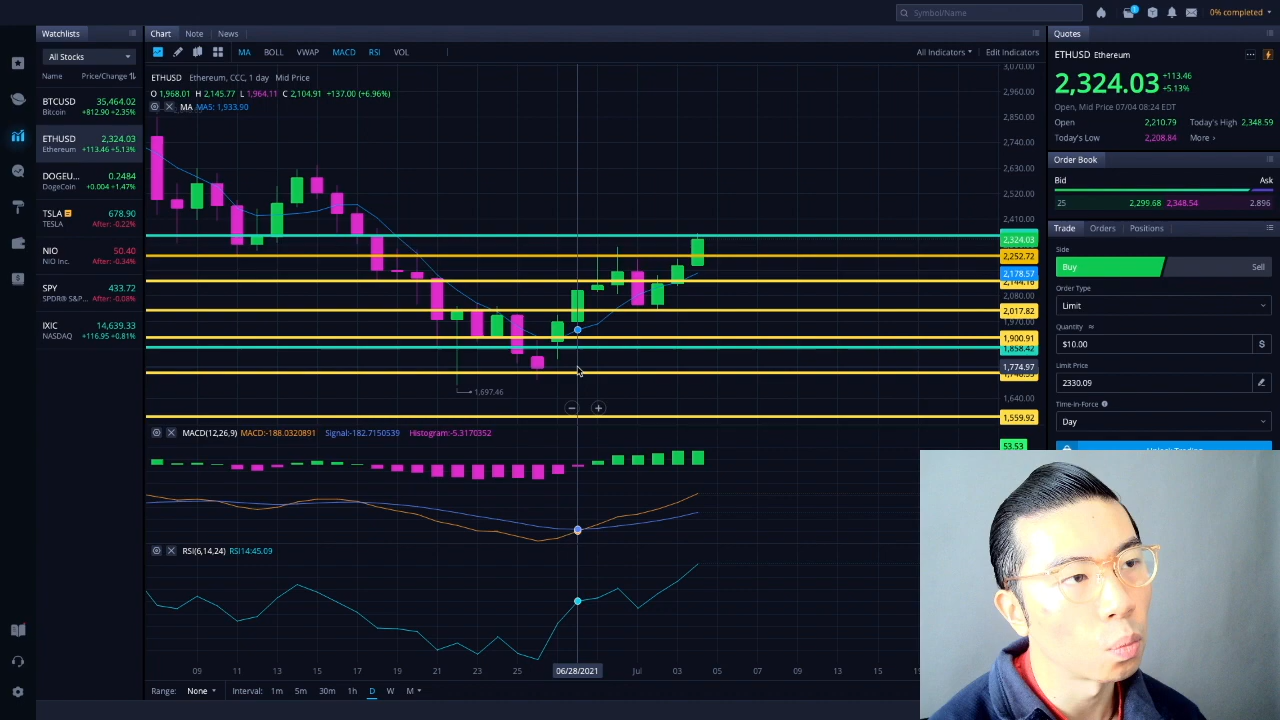 Symbol/Name
1
0% completed
Watchlists
Chart
Note
News
Quotes
All Stocks
MA
BOLL
VWAP
MACD
RSI
VOL
All Indicators
Edit Indicators
ETHUSD Ethereum
Name
Price/Change
ETHUSD Ethereum, CCC, 1 day Mid Price
O 1,968.01 H 2,145.77 L 1,964.11 C 2,104.91 +137.00 (+6.96%)
MA MA5: 1,933.90
2,324.03
+113.46
+5.13%
Open, Mid Price 07/04 08:24 EDT
Open 2,210.79 Today's High 2,348.59
Today's Low 2,208.84 More
BTCUSD 35,464.02
Bitcoin +812.90 +2.35%
ETHUSD 2,324.03
Ethereum +113.46 +5.13%
DOGEU... 0.2484
DogeCoin +0.004 +1.47%
TSLA 678.90
TESLA After: -0.22%
NIO 50.40
NIO Inc. After: -0.34%
SPY 433.72
SPDR® S&P... After: -0.08%
IXIC 14,639.33
NASDAQ +116.95 +0.81%
3,070.00
2,960.00
2,850.00
2,740.00
2,630.00
2,520.00
2,410.00
2,324.03
2,252.72
2,178.57
2,144.16
2,080.00
2,017.82
1,970.00
1,900.91
1,858.42
1,774.97
1,640.00
1,559.92
1,697.46
Order Book
Bid
Ask
25 2,299.68 2,348.54 2.896
Trade
Orders
Positions
Side
Buy
Sell
Order Type
Limit
Quantity
$10.00
$
Limit Price
2330.09
Time-in-Force
Day
MACD(12,26,9) MACD:-188.0320891 Signal:-182.7150539 Histogram:-5.3170352
53.53
RSI(6,14,24) RSI14:45.09
09
11
13
15
17
19
21
23
25
06/28/2021
Jul
03
05
07
09
11
13
15
Range: None
Interval: 1m 5m 30m 1h D W M